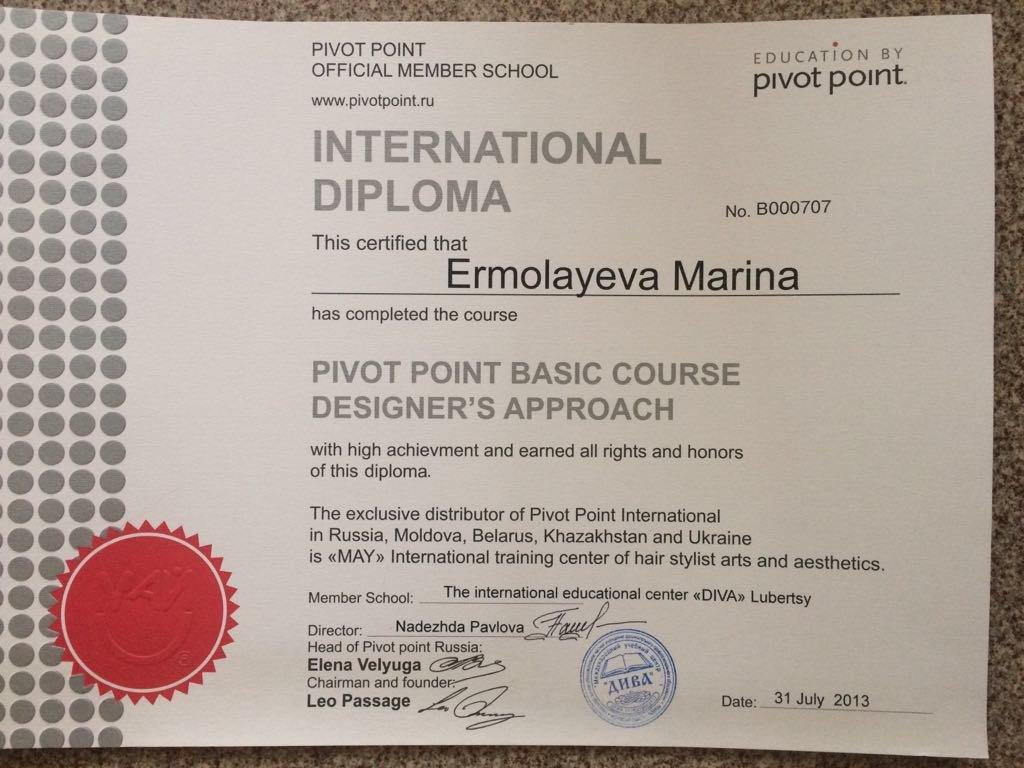 PIVOT POINT
OFFICIAL MEMBER SCHOOL
www.pivotpoint.ru
EDUCATION BY
pivot point.
INTERNATIONAL
DIPLOMA
No. B000707
This certified that
Ermolayeva Marina
has completed the course
PIVOT POINT BASIC COURSE
DESIGNER'S APPROACH
with high achievment and earned all rights and honors
of this diploma.
The exclusive distributor of Pivot Point International
in Russia, Moldova, Belarus, Khazakhstan and Ukraine
is «MAY» International training center of hair stylist arts and aesthetics.
Member School: The international educational center «DIVA» Lubertsy
Director: Nadezhda Pavlova
Head of Pivot point Russia:
Elena Velyuga
Chairman and founder:
Leo Passage
Date: 31 July 2013
MAY
®
Международный учебный центр
"ДИВА"